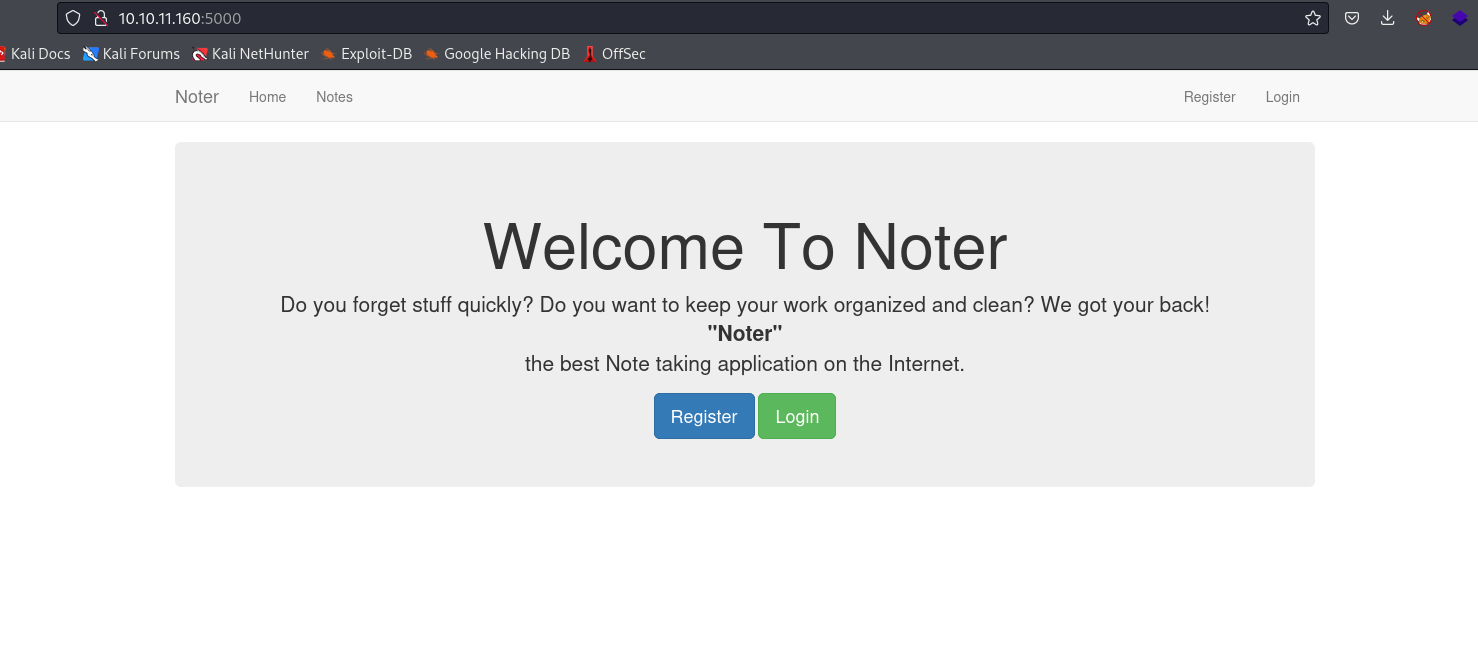 10.10.11.160:5000
Kali Docs Kali Forums Kali NetHunter Exploit-DB Google Hacking DB OffSec
Noter Home Notes Register Login
Welcome To Noter
Do you forget stuff quickly? Do you want to keep your work organized and clean? We got your back!
"Noter"
the best Note taking application on the Internet.
Register Login